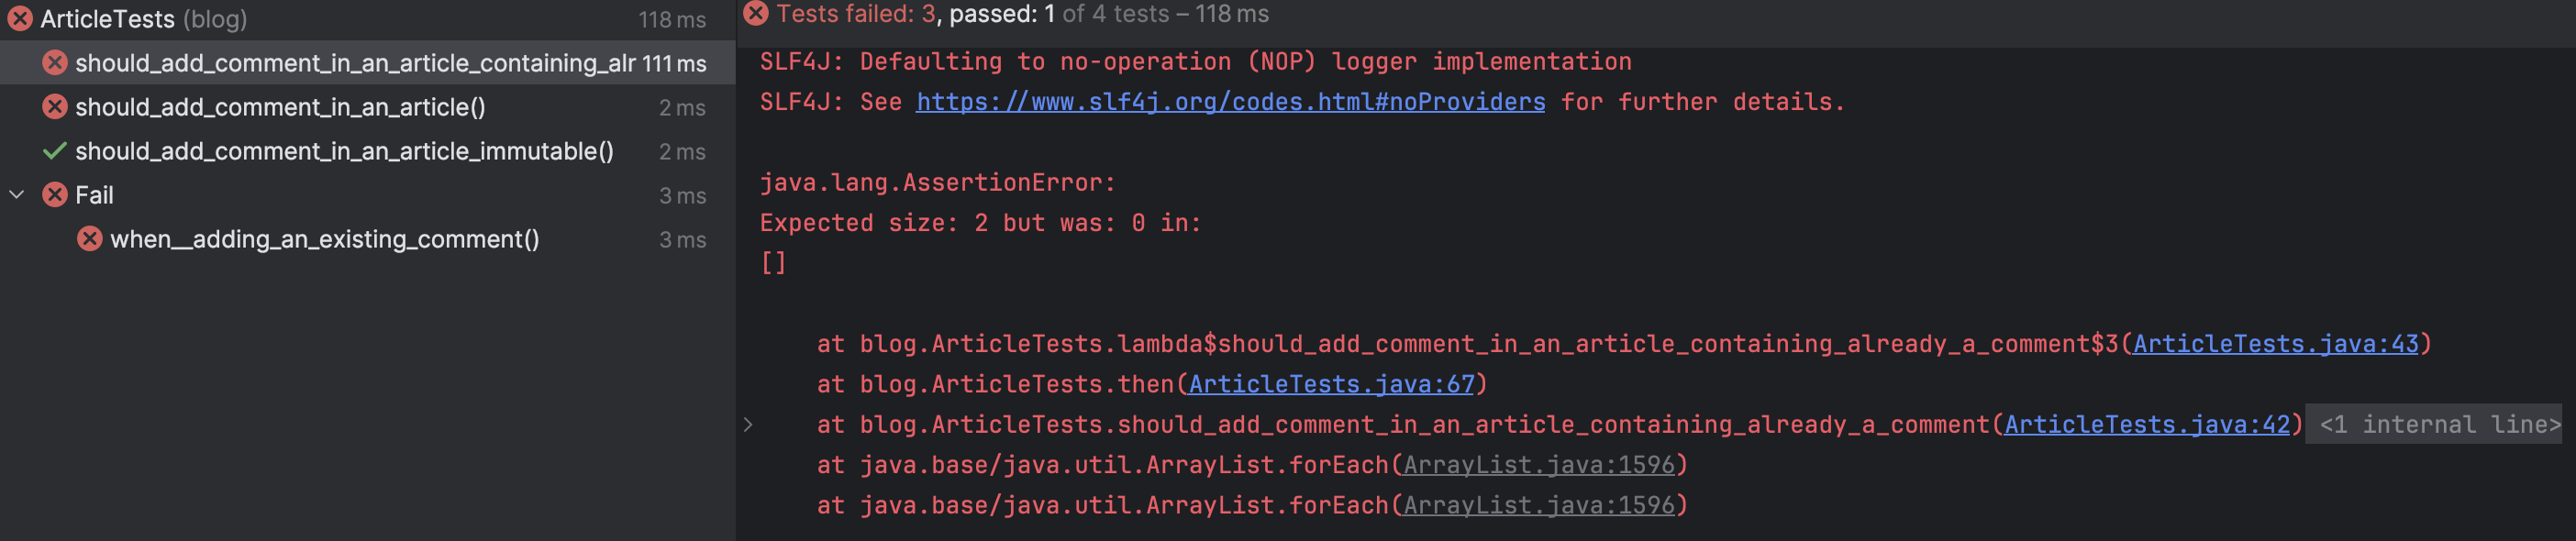 ArticleTests (blog) 118 ms
should_add_comment_in_an_article_containing_alr 111 ms
should_add_comment_in_an_article() 2 ms
should_add_comment_in_an_article_immutable() 2 ms
Fail 3 ms
when__adding_an_existing_comment() 3 ms
Tests failed: 3, passed: 1 of 4 tests – 118 ms
SLF4J: Defaulting to no-operation (NOP) logger implementation
SLF4J: See https://www.slf4j.org/codes.html#noProviders for further details.
java.lang.AssertionError:
Expected size: 2 but was: 0 in:
[]
at blog.ArticleTests.lambda$should_add_comment_in_an_article_containing_already_a_comment$3(ArticleTests.java:43)
at blog.ArticleTests.then(ArticleTests.java:67)
at blog.ArticleTests.should_add_comment_in_an_article_containing_already_a_comment(ArticleTests.java:42) <1 internal line>
at java.base/java.util.ArrayList.forEach(ArrayList.java:1596)
at java.base/java.util.ArrayList.forEach(ArrayList.java:1596)